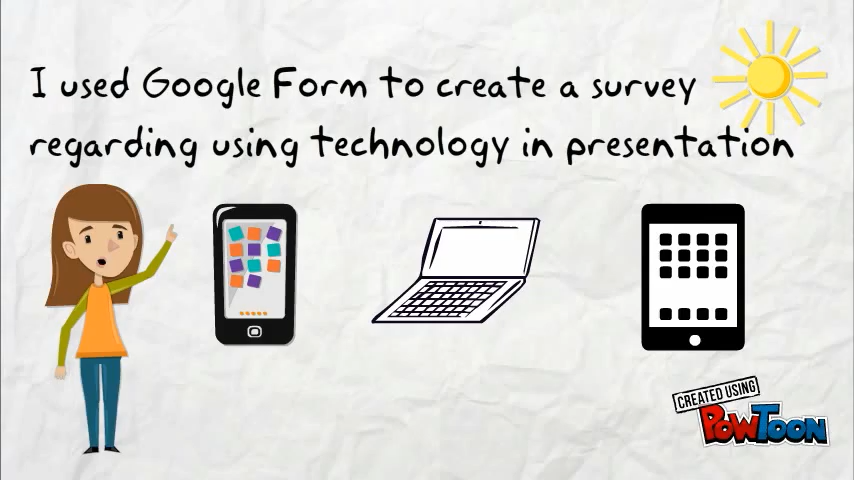 I used Google Form to create a survey
regarding using technology in presentation
CREATED USING
POWTOON